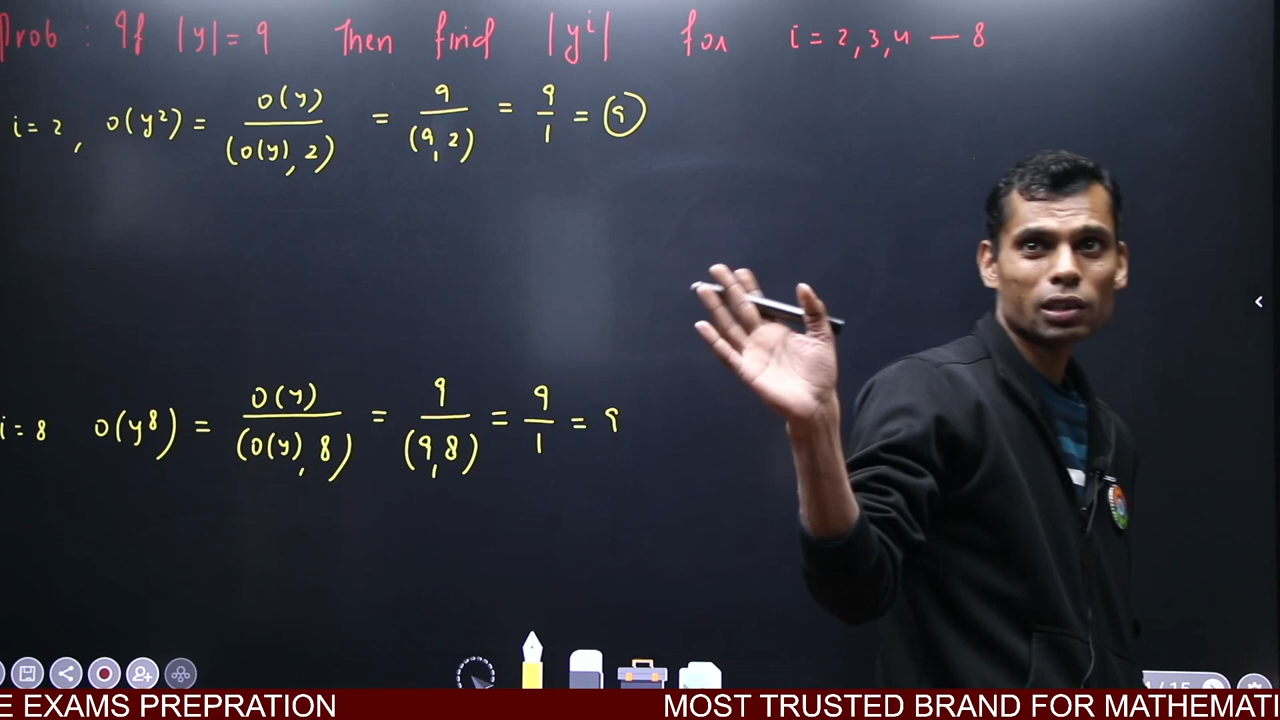 Prob : If |y| = 9 Then find |yⁱ| for i = 2, 3, 4 — 8
i = 2, o(y²) = o(y) / (o(y), 2) = 9 / (9, 2) = 9 / 1 = 9
i = 8 o(y⁸) = o(y) / (o(y), 8) = 9 / (9, 8) = 9 / 1 = 9
E EXAMS PREPRATION MOST TRUSTED BRAND FOR MATHEMATI